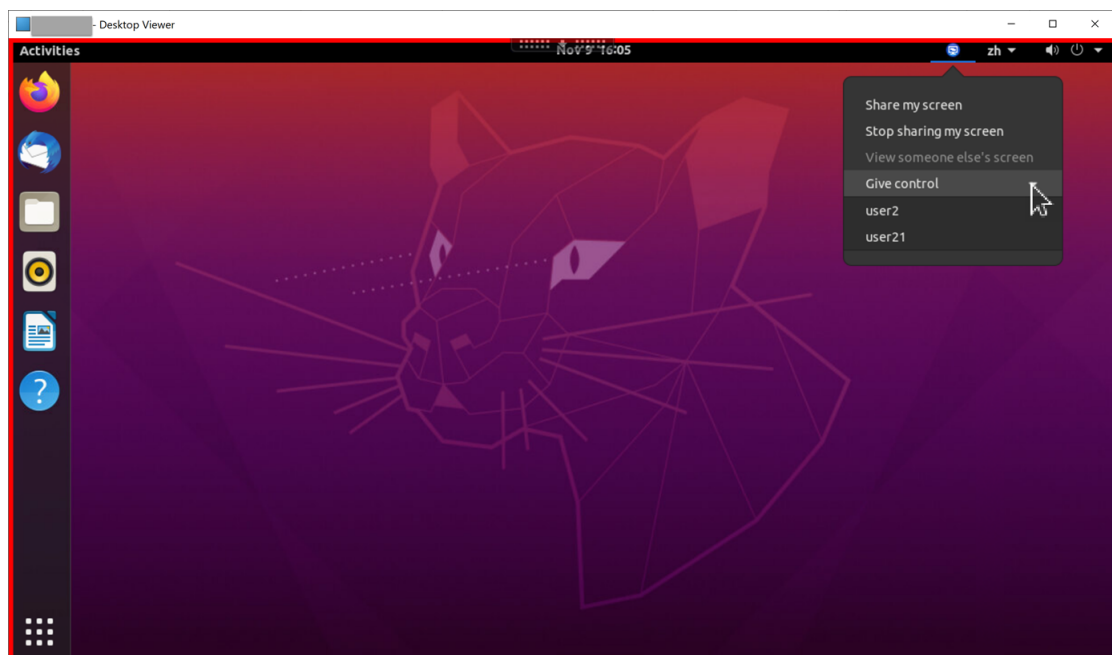 - Desktop Viewer
Activities
Nov 9 16:05
zh
Share my screen
Stop sharing my screen
View someone else's screen
Give control
user2
user21
?